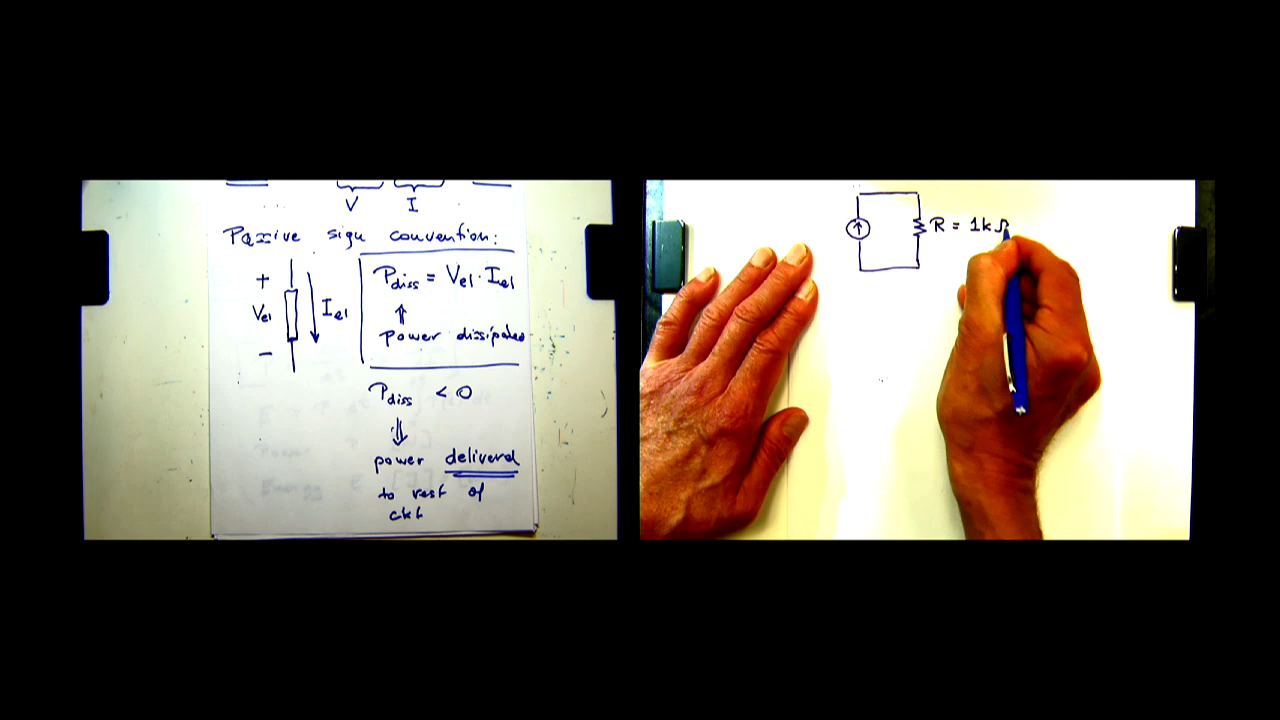 V I
Passive sign convention:
+
Vel
−
Iel
Pdiss = Vel · Iel
⇑
power dissipated
Pdiss < 0
⇓
power delivered
to rest of
ckt
R = 1kΩ